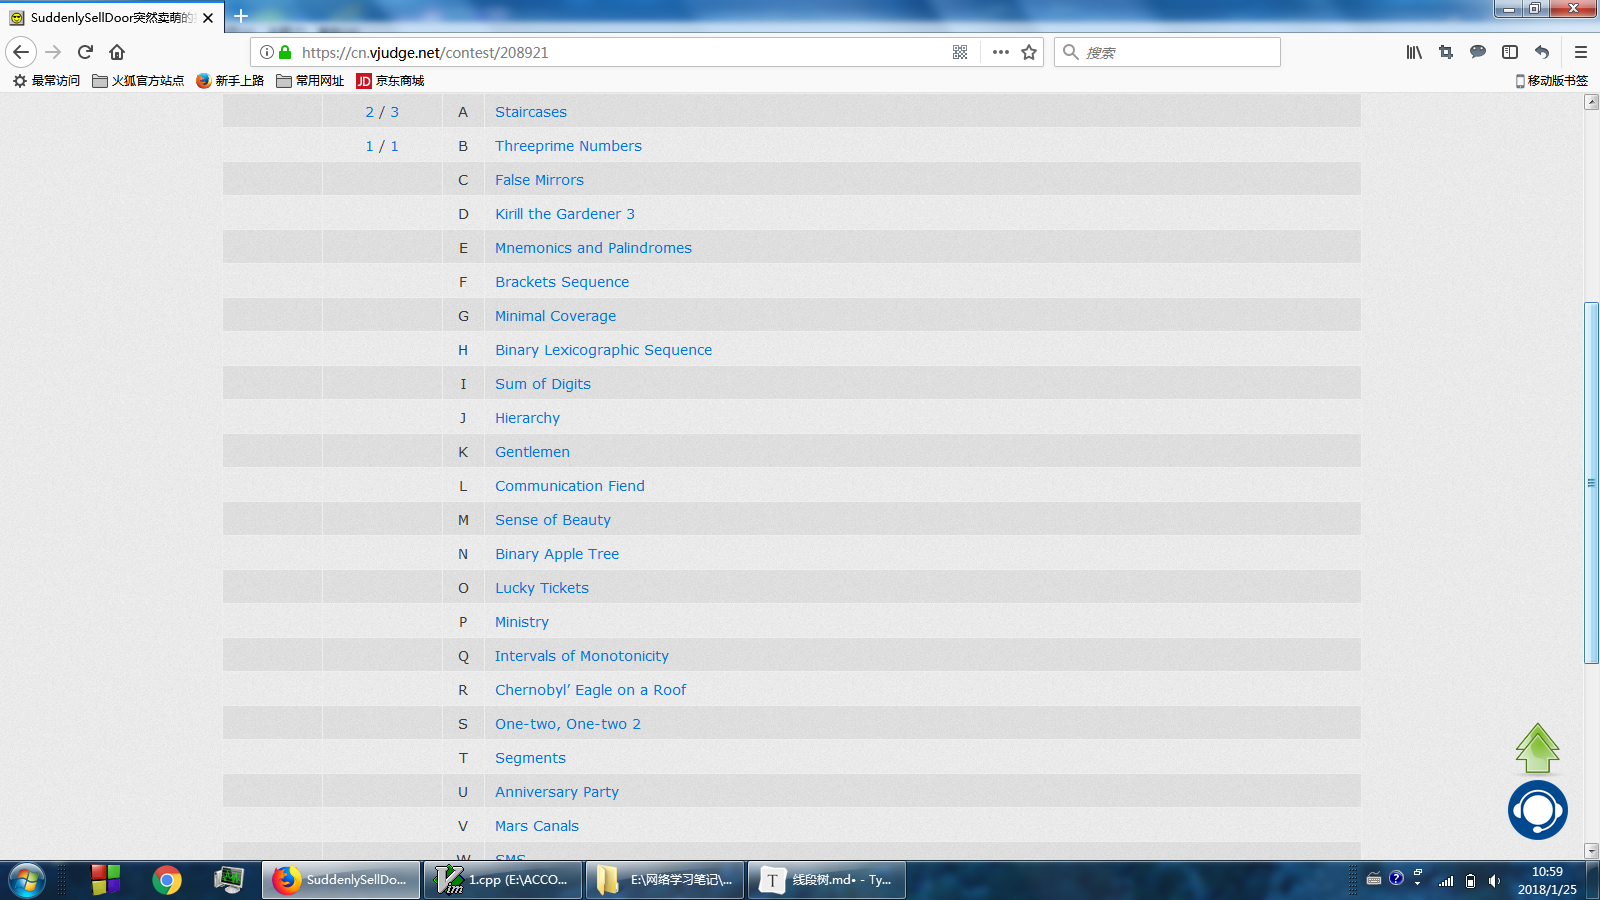 SuddenlySellDoor突然卖萌的
https://cn.vjudge.net/contest/208921
搜索
最常访问 火狐官方站点 新手上路 常用网址 JD 京东商城 移动版书签
2 / 3 A Staircases
1 / 1 B Threeprime Numbers
C False Mirrors
D Kirill the Gardener 3
E Mnemonics and Palindromes
F Brackets Sequence
G Minimal Coverage
H Binary Lexicographic Sequence
I Sum of Digits
J Hierarchy
K Gentlemen
L Communication Fiend
M Sense of Beauty
N Binary Apple Tree
O Lucky Tickets
P Ministry
Q Intervals of Monotonicity
R Chernobyl’ Eagle on a Roof
S One-two, One-two 2
T Segments
U Anniversary Party
V Mars Canals
W SMS
SuddenlySellDo... 1.cpp (E:\ACCO... E:\网络学习笔记\... 线段树.md• - Ty...
10:59
2018/1/25